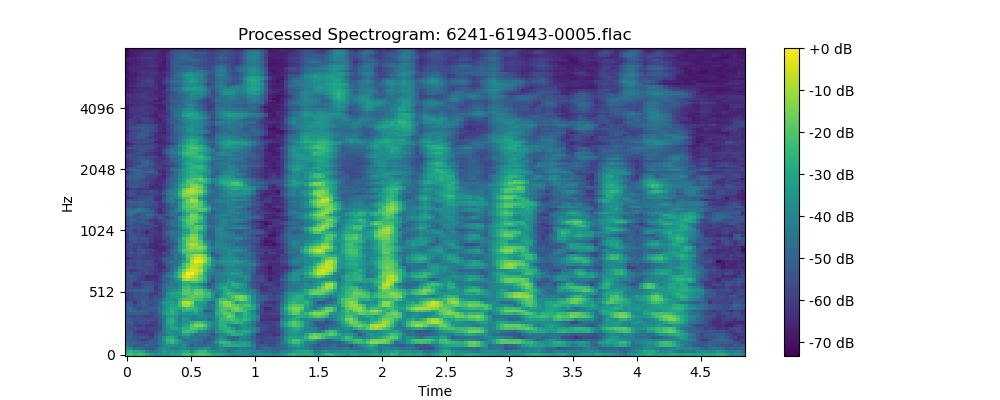 Processed Spectrogram: 6241-61943-0005.flac
Hz
4096
2048
1024
512
0
0 0.5 1 1.5 2 2.5 3 3.5 4 4.5
Time
+0 dB
-10 dB
-20 dB
-30 dB
-40 dB
-50 dB
-60 dB
-70 dB